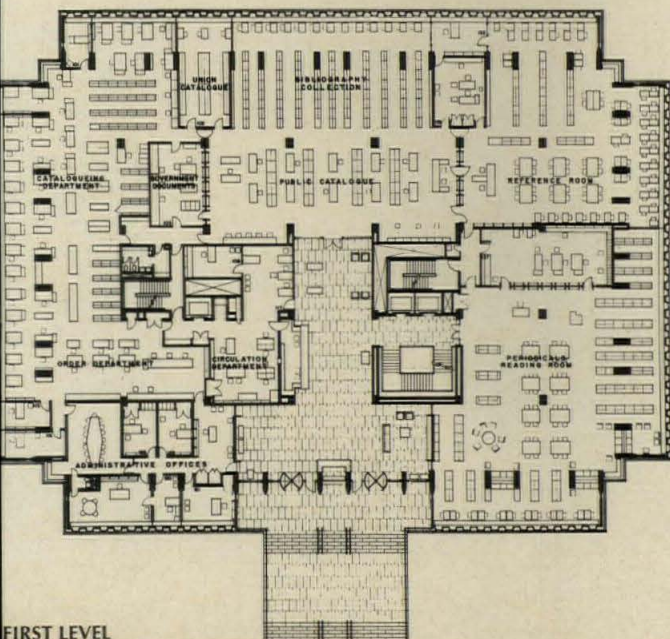 UNION
CATALOGUE
BIBLIOGRAPHY
COLLECTION
CATALOGUEING
DEPARTMENT
GOVERNMENT
DOCUMENTS
PUBLIC CATALOGUE
REFERENCE ROOM
ORDER DEPARTMENT
CIRCULATION
DEPARTMENT
PERIODICALS
READING ROOM
ADMINISTRATIVE OFFICES
FIRST LEVEL